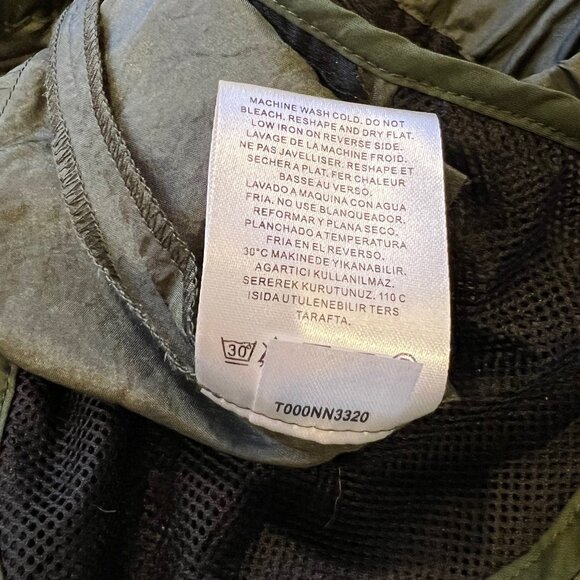 MACHINE WASH COLD. DO NOT
BLEACH, RESHAPE AND DRY FLAT.
LOW IRON ON REVERSE SIDE.
LAVAGE DE LA MACHINE FROID.
NE PAS JAVELLISER. RESHAPE ET
SECHER A PLAT. FER CHALEUR
BASSE AU VERSO.
LAVADO A MAQUINA CON AGUA
FRIA. NO USE BLANQUEADOR.
REFORMAR Y PLANA SECO.
PLANCHADO A TEMPERATURA
FRIA EN EL REVERSO.
30°C MAKINEDE YIKANABILIR.
AGARTICI KULLANILMAZ.
SEREREK KURUTUNUZ. 110 C
ISIDA UTULENEBILIR TERS
TARAFTA.
30
T000NN3320